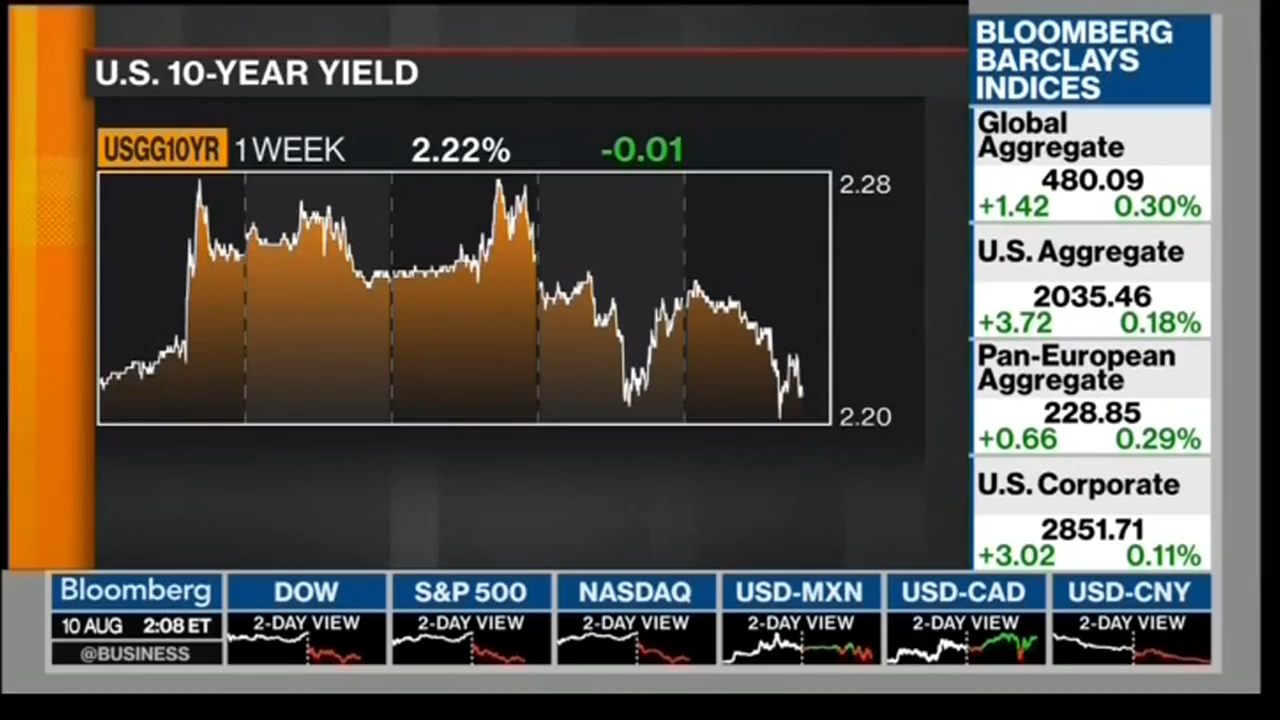 U.S. 10-YEAR YIELD
USGG10YR 1 WEEK 2.22% -0.01
2.28
2.20
BLOOMBERG
BARCLAYS
INDICES
Global
Aggregate
480.09
+1.42 0.30%
U.S. Aggregate
2035.46
+3.72 0.18%
Pan-European
Aggregate
228.85
+0.66 0.29%
U.S. Corporate
2851.71
+3.02 0.11%
Bloomberg DOW S&P 500 NASDAQ USD-MXN USD-CAD USD-CNY
10 AUG 2:08 ET 2-DAY VIEW 2-DAY VIEW 2-DAY VIEW 2-DAY VIEW 2-DAY VIEW 2-DAY VIEW
@BUSINESS